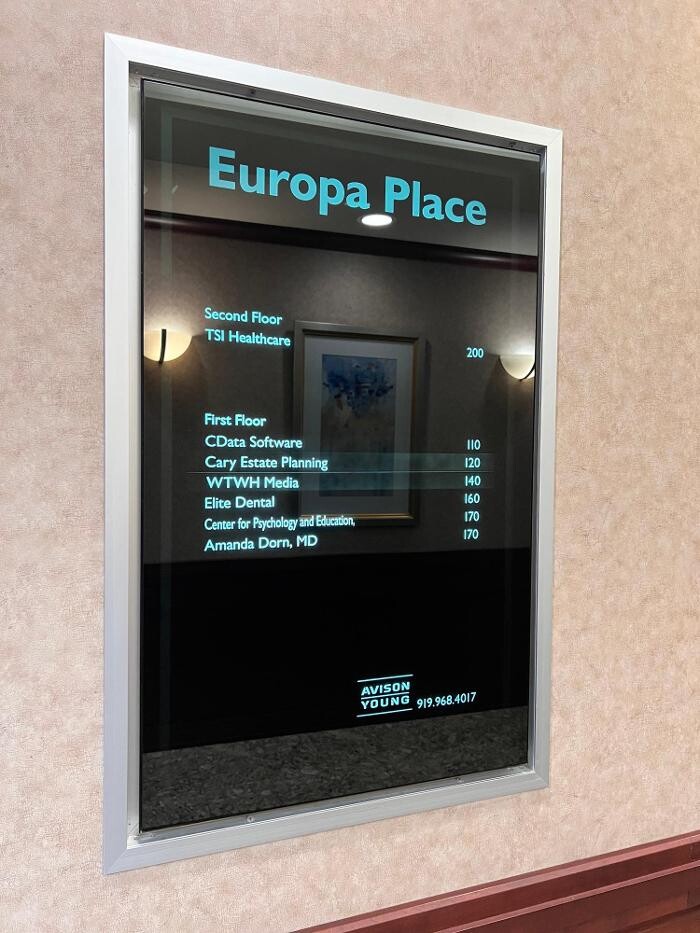 Europa Place
Second Floor
TSI Healthcare 200
First Floor
CData Software 110
Cary Estate Planning 120
WTWH Media 140
Elite Dental 160
Center for Psychology and Education, 170
Amanda Dorn, MD 170
AVISON
YOUNG 919.968.4017